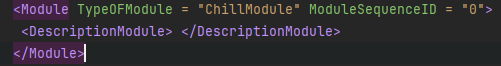 <Module TypeOFModule = "ChillModule" ModuleSequenceID = "0">
<DescriptionModule> </DescriptionModule>
</Module>